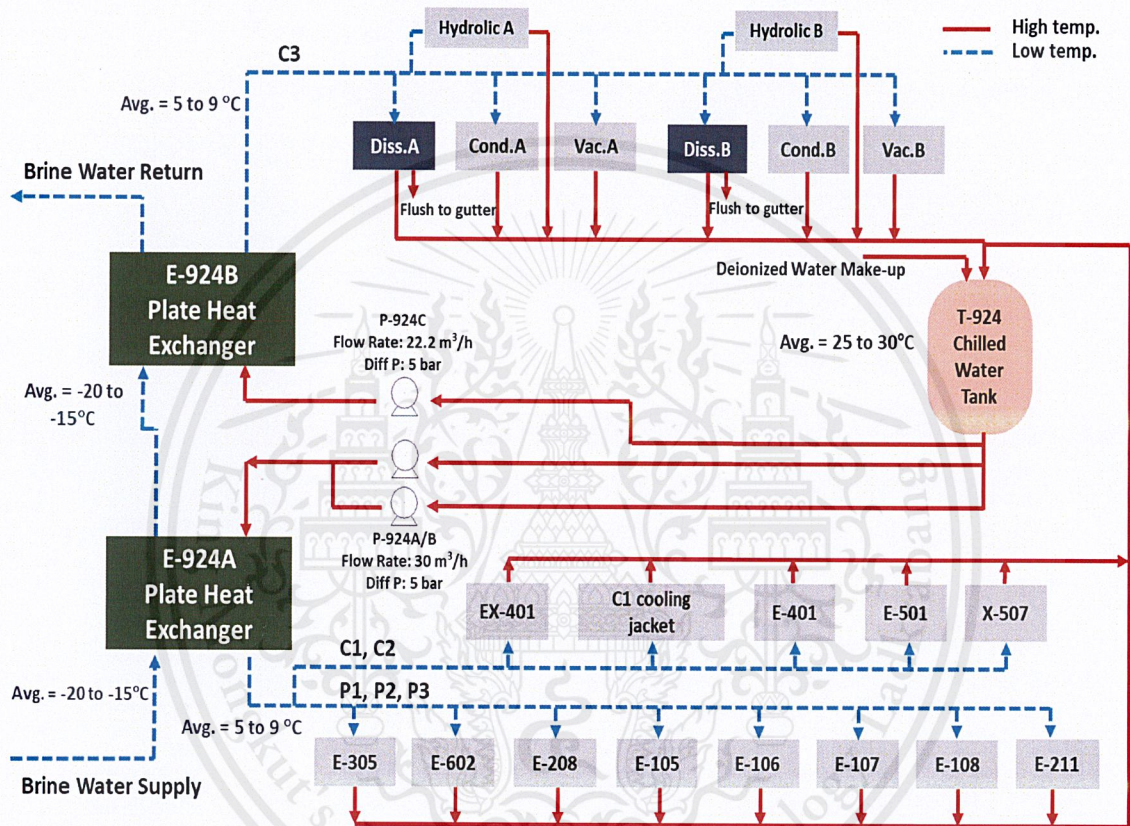 Hydrolic A
Hydrolic B
High temp.
Low temp.
C3
Avg. = 5 to 9 °C
Diss.A
Cond.A
Vac.A
Diss.B
Cond.B
Vac.B
Brine Water Return
Flush to gutter
Flush to gutter
Deionized Water Make-up
E-924B
Plate Heat
Exchanger
P-924C
Flow Rate: 22.2 m³/h
Diff P: 5 bar
Avg. = 25 to 30°C
T-924
Chilled
Water
Tank
Avg. = -20 to
-15°C
P-924A/B
Flow Rate: 30 m³/h
Diff P: 5 bar
E-924A
Plate Heat
Exchanger
EX-401
C1 cooling
jacket
E-401
E-501
X-507
C1, C2
Avg. = -20 to -15°C
P1, P2, P3
Avg. = 5 to 9 °C
E-305
E-602
E-208
E-105
E-106
E-107
E-108
E-211
Brine Water Supply